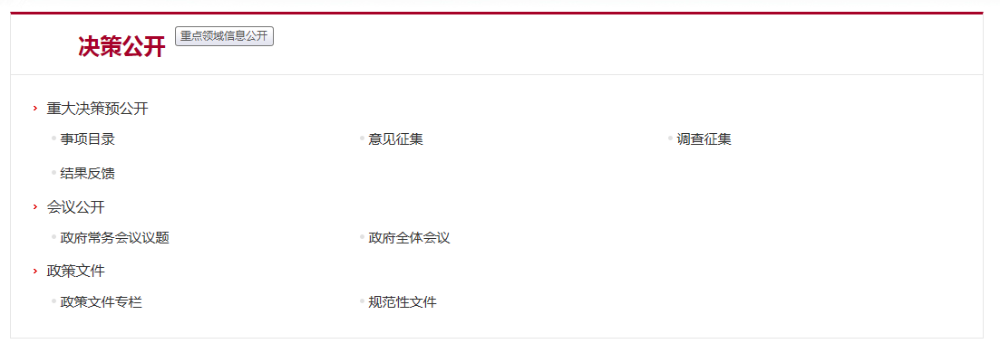 决策公开 重点领域信息公开
重大决策预公开
事项目录 意见征集 调查征集
结果反馈
会议公开
政府常务会议议题 政府全体会议
政策文件
政策文件专栏 规范性文件